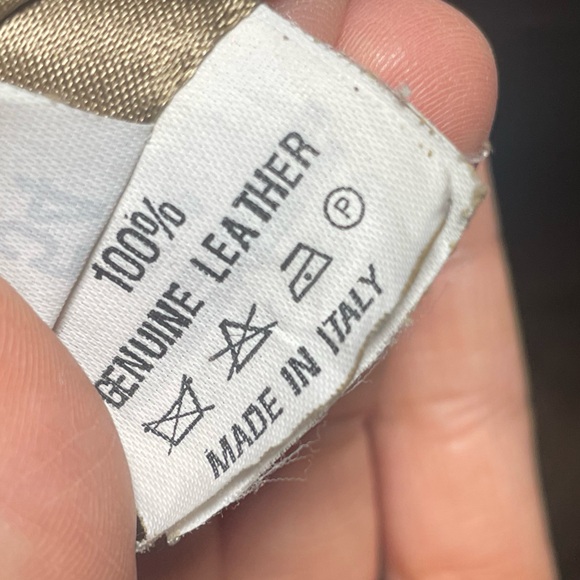 100%
GENUINE LEATHER
P
MADE IN ITALY